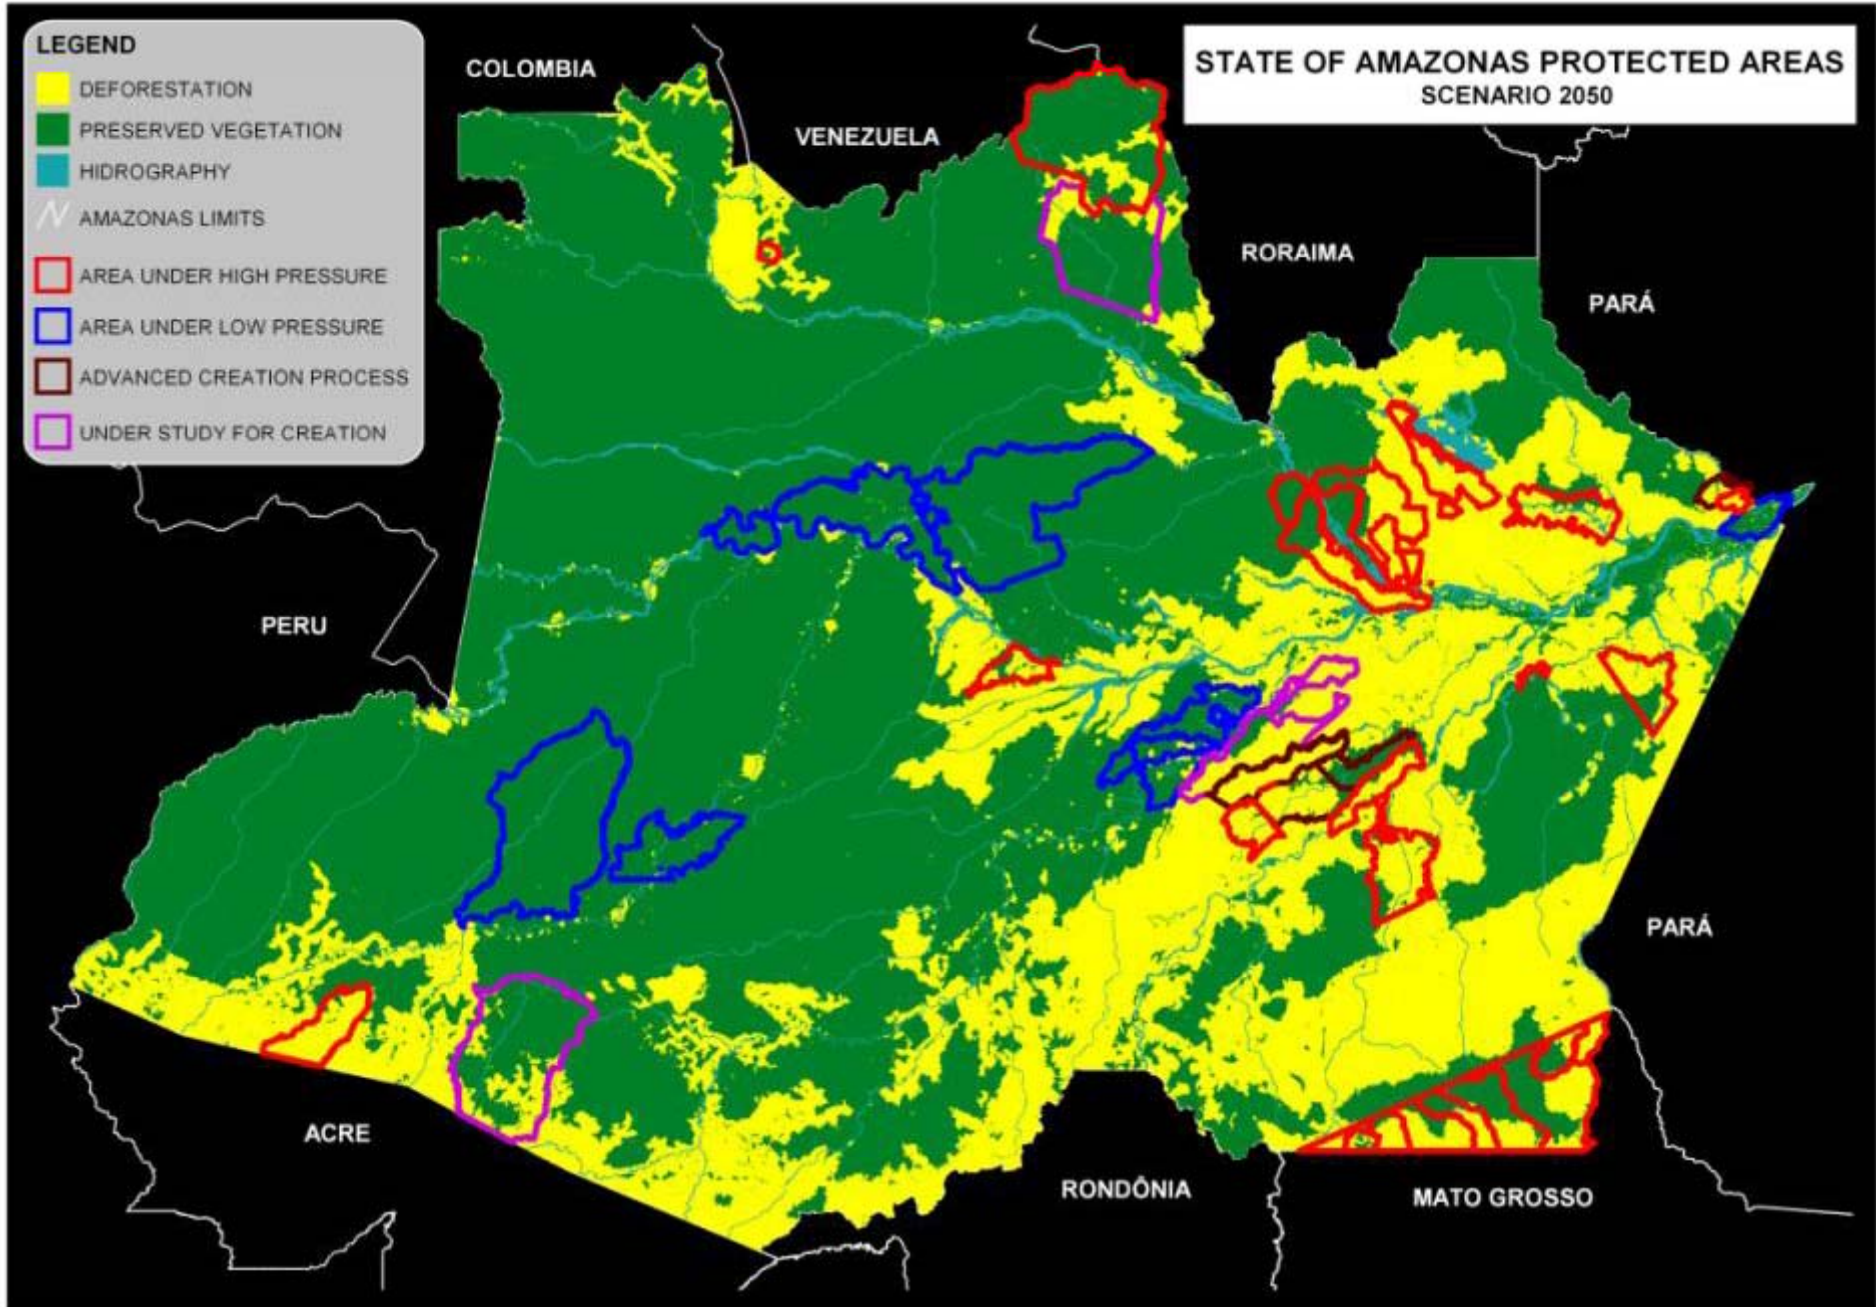 LEGEND
DEFORESTATION
PRESERVED VEGETATION
HIDROGRAPHY
AMAZONAS LIMITS
AREA UNDER HIGH PRESSURE
AREA UNDER LOW PRESSURE
ADVANCED CREATION PROCESS
UNDER STUDY FOR CREATION
STATE OF AMAZONAS PROTECTED AREAS
SCENARIO 2050
COLOMBIA
VENEZUELA
RORAIMA
PARÁ
PERU
PARÁ
ACRE
RONDÔNIA
MATO GROSSO